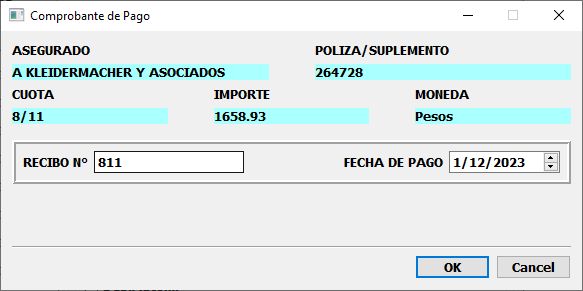 Comprobante de Pago
ASEGURADO POLIZA/SUPLEMENTO
A KLEIDERMACHER Y ASOCIADOS 264728
CUOTA IMPORTE MONEDA
8/11 1658.93 Pesos
RECIBO Nº 811 FECHA DE PAGO 1/12/2023
OK Cancel